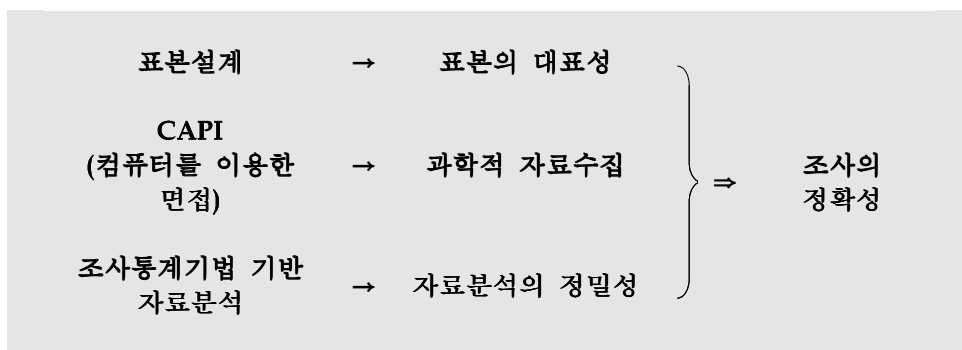 표본설계 → 표본의 대표성
CAPI
(컴퓨터를 이용한
면접)
→ 과학적 자료수집
⇒
조사의
정확성
조사통계기법 기반
자료분석
→ 자료분석의 정밀성